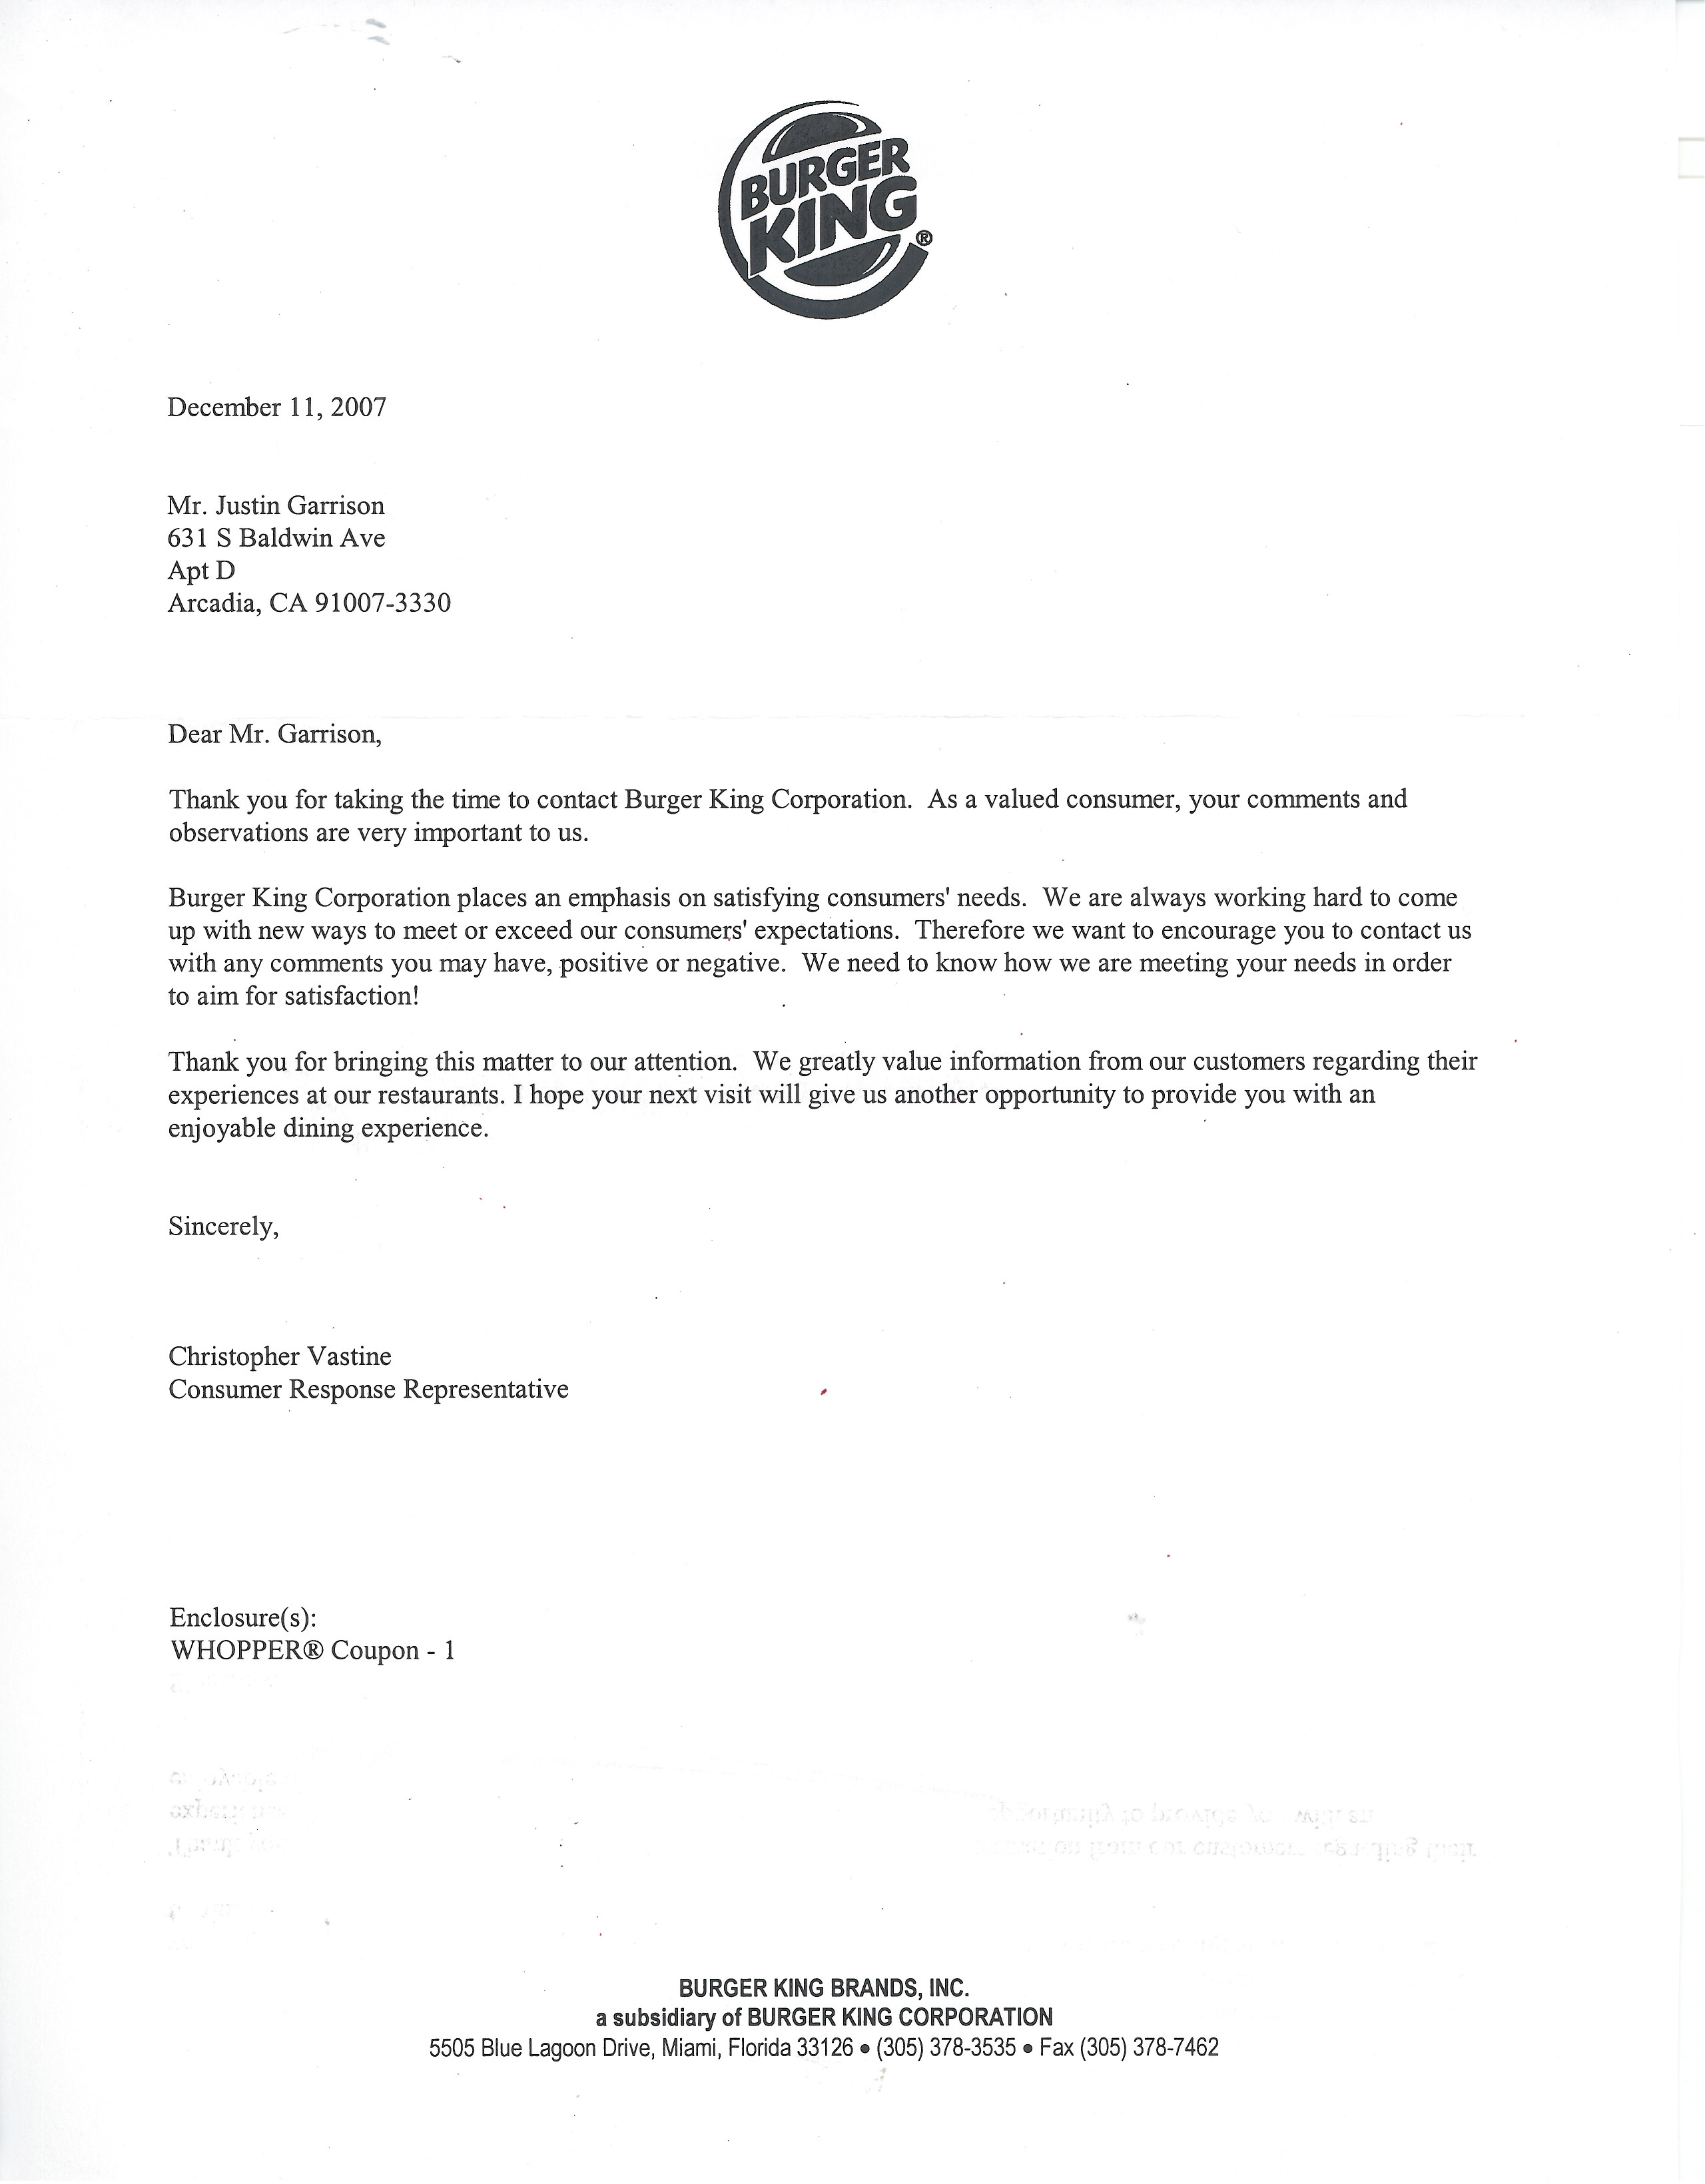 BURGER
KING®
December 11, 2007
Mr. Justin Garrison
631 S Baldwin Ave
Apt D
Arcadia, CA 91007-3330
Dear Mr. Garrison,
Thank you for taking the time to contact Burger King Corporation.  As a valued consumer, your comments and
observations are very important to us.
Burger King Corporation places an emphasis on satisfying consumers' needs.  We are always working hard to come
up with new ways to meet or exceed our consumers' expectations.  Therefore we want to encourage you to contact us
with any comments you may have, positive or negative.  We need to know how we are meeting your needs in order
to aim for satisfaction!
Thank you for bringing this matter to our attention.  We greatly value information from our customers regarding their
experiences at our restaurants. I hope your next visit will give us another opportunity to provide you with an
enjoyable dining experience.
Sincerely,
Christopher Vastine
Consumer Response Representative
Enclosure(s):
WHOPPER® Coupon - 1
BURGER KING BRANDS, INC.
a subsidiary of BURGER KING CORPORATION
5505 Blue Lagoon Drive, Miami, Florida 33126 • (305) 378-3535 • Fax (305) 378-7462